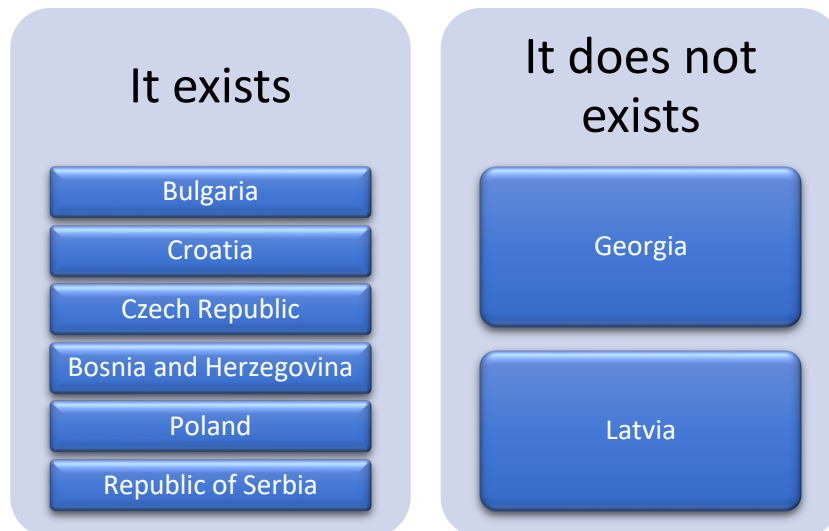 It exists
Bulgaria
Croatia
Czech Republic
Bosnia and Herzegovina
Poland
Republic of Serbia
It does not
exists
Georgia
Latvia